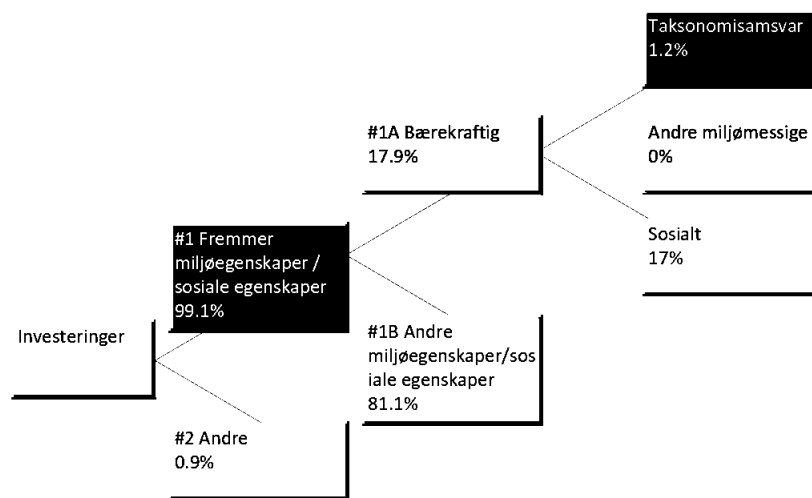 Investeringer
#1 Fremmer
miljøegenskaper /
sosiale egenskaper
99.1%
#2 Andre
0.9%
#1A Bærekraftig
17.9%
#1B Andre
miljøegenskaper/sos
iale egenskaper
81.1%
Taksonomisamsvar
1.2%
Andre miljømessige
0%
Sosialt
17%